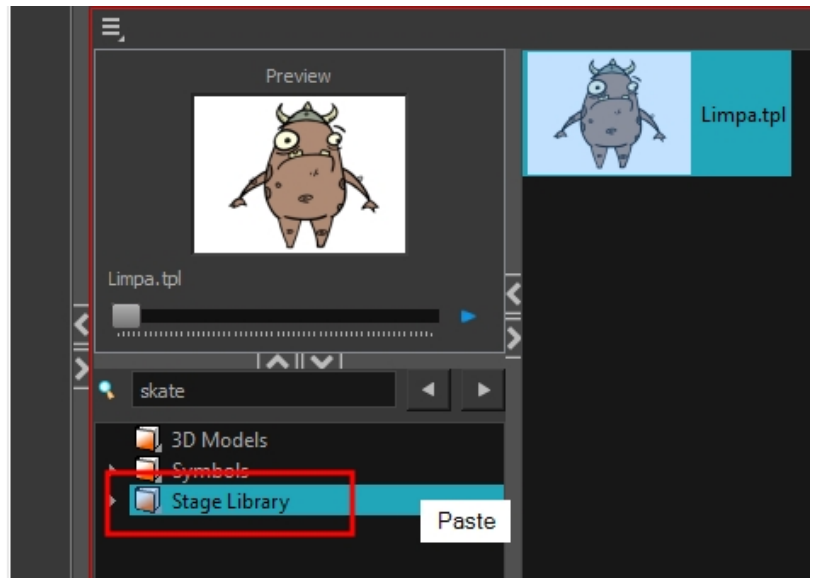 Preview
Limpa.tpl
Limpa.tpl
skate
3D Models
Symbols
Stage Library
Paste